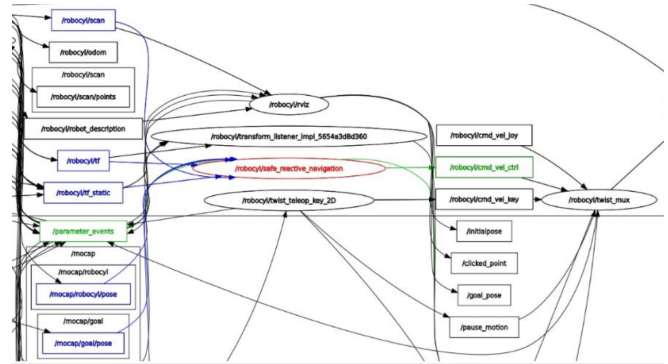 /robocyl/scan
/robocyl/odom
/robocyl/scan
/robocyl/scan/points
/robocyl/robot_description
/robocyl/tf
/robocyl/tf_static
/parameter_events
/mocap
/mocap/robocyl
/mocap/robocyl/pose
/mocap/goal
/mocap/goal/pose
/robocyl/rviz
/robocyl/transform_listener_impl_5654a3d8d360
/robocyl/safe_reactive_navigation
/robocyl/twist_teleop_key_2D
/robocyl/cmd_vel_joy
/robocyl/cmd_vel_ctrl
/robocyl/cmd_vel_key
/initialpose
/clicked_point
/goal_pose
/pause_motion
/robocyl/twist_mux